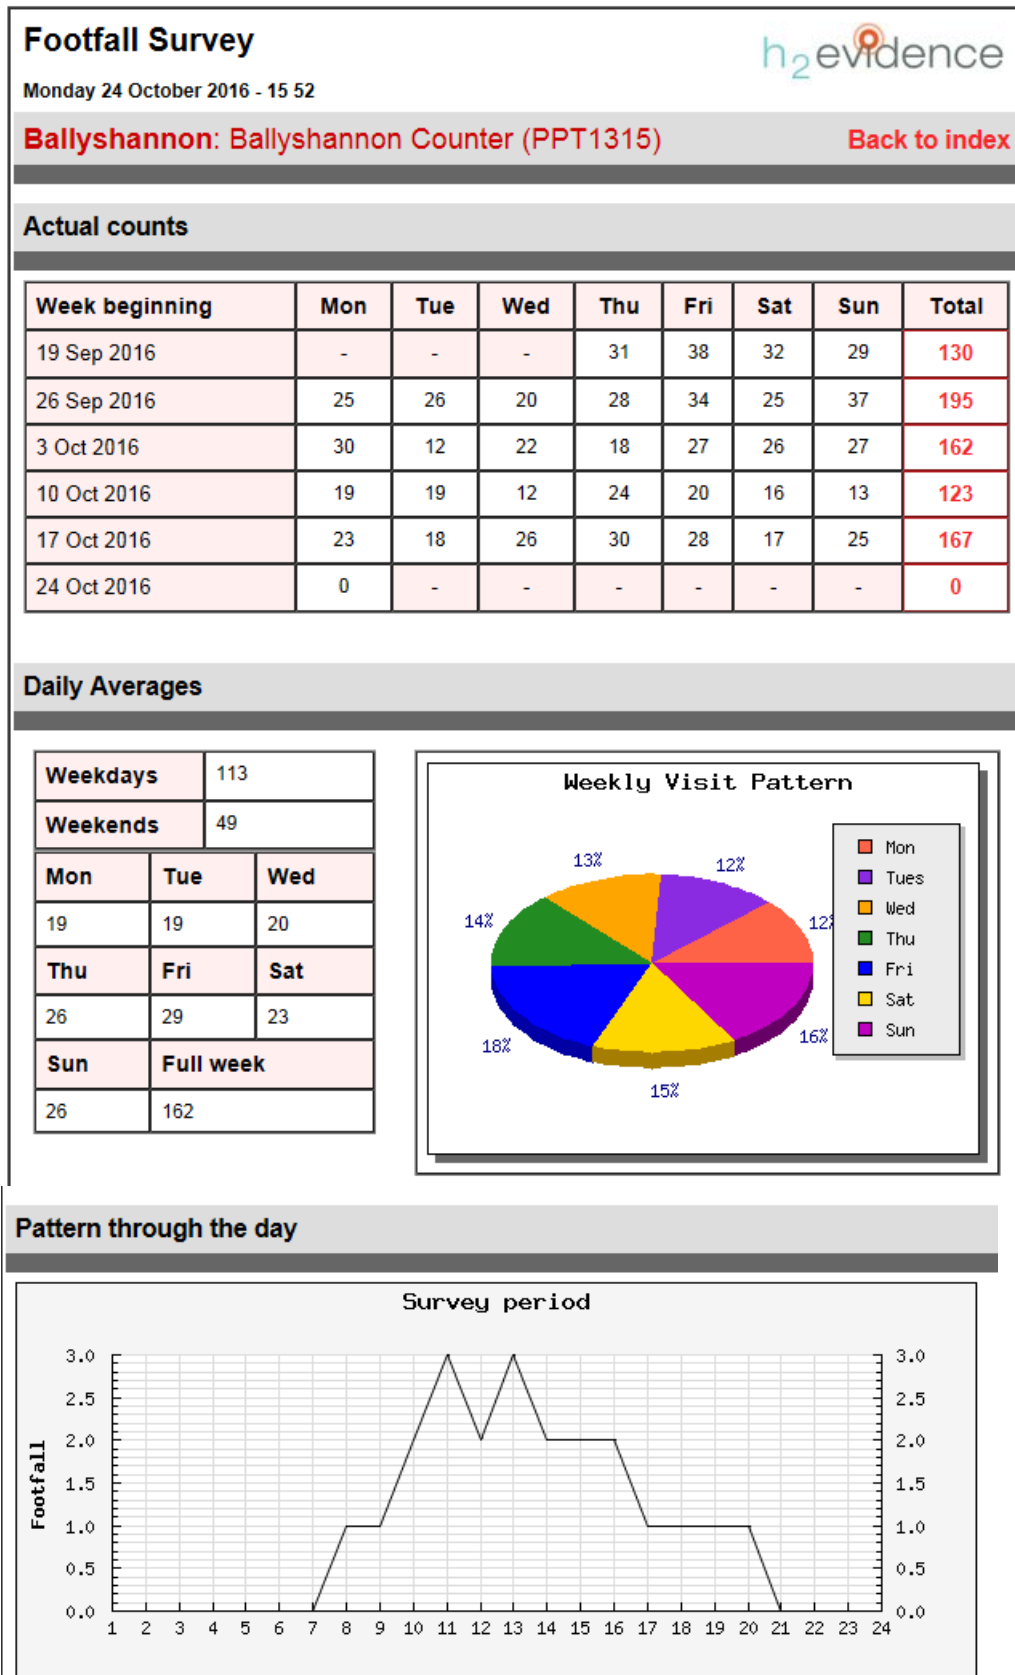 Footfall Survey
h2evidence
Monday 24 October 2016 - 15 52
Ballyshannon: Ballyshannon Counter (PPT1315) Back to index
Actual counts
Week beginning Mon Tue Wed Thu Fri Sat Sun Total
19 Sep 2016 - - - 31 38 32 29 130
26 Sep 2016 25 26 20 28 34 25 37 195
3 Oct 2016 30 12 22 18 27 26 27 162
10 Oct 2016 19 19 12 24 20 16 13 123
17 Oct 2016 23 18 26 30 28 17 25 167
24 Oct 2016 0 - - - - - - 0
Daily Averages
Weekdays 113
Weekends 49
Mon Tue Wed
19 19 20
Thu Fri Sat
26 29 23
Sun Full week
26 162
Weekly Visit Pattern
13% 12%
14% 12%
18% 16%
15%
Mon
Tues
Wed
Thu
Fri
Sat
Sun
Pattern through the day
Survey period
Footfall
3.0 3.0
2.5 2.5
2.0 2.0
1.5 1.5
1.0 1.0
0.5 0.5
0.0 0.0
1 2 3 4 5 6 7 8 9 10 11 12 13 14 15 16 17 18 19 20 21 22 23 24